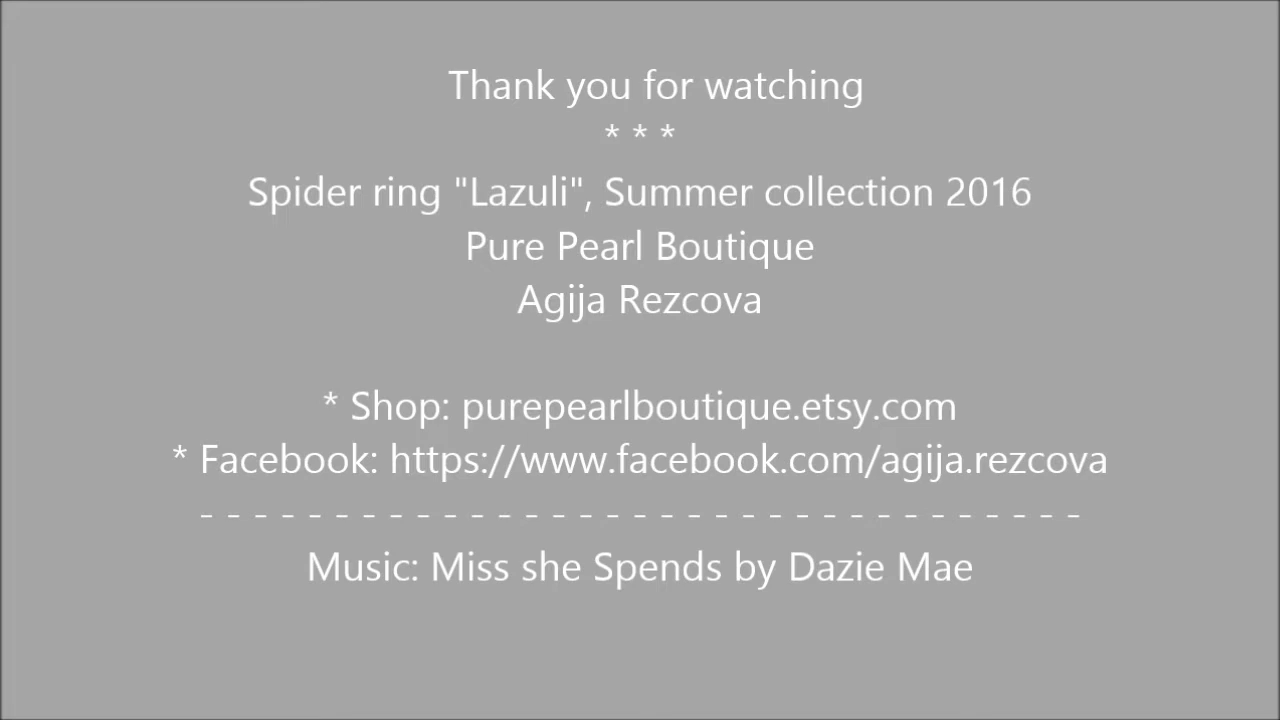 Thank you for watching
* * *
Spider ring "Lazuli", Summer collection 2016
Pure Pearl Boutique
Agija Rezcova
* Shop: purepearlboutique.etsy.com
* Facebook: https://www.facebook.com/agija.rezcova
- - - - - - - - - - - - - - - - - - - - - - - - - - - - - - - - -
Music: Miss she Spends by Dazie Mae